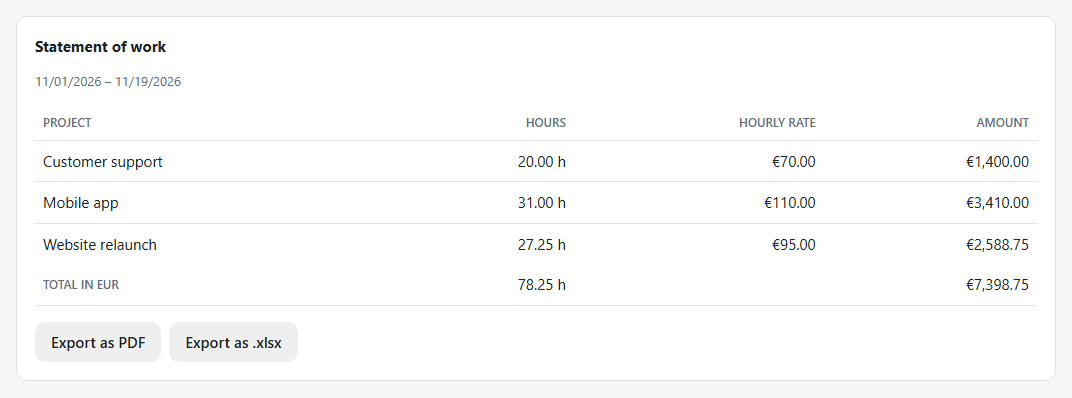 Statement of work
11/01/2026 – 11/19/2026
PROJECT HOURS HOURLY RATE AMOUNT
Customer support 20.00 h €70.00 €1,400.00
Mobile app 31.00 h €110.00 €3,410.00
Website relaunch 27.25 h €95.00 €2,588.75
TOTAL IN EUR 78.25 h €7,398.75
Export as PDF Export as .xlsx